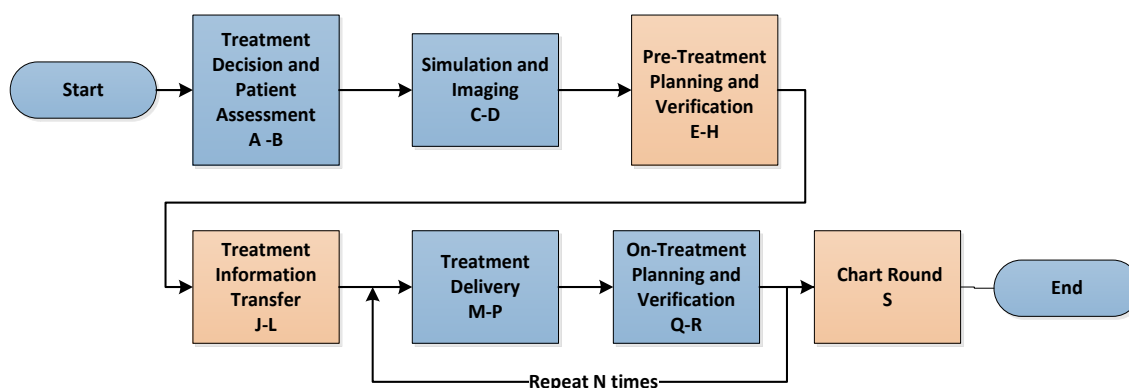 Start
Treatment
Decision and
Patient
Assessment
A -B
Simulation and
Imaging
C-D
Pre-Treatment
Planning and
Verification
E-H
Treatment
Information
Transfer
J-L
Treatment
Delivery
M-P
On-Treatment
Planning and
Verification
Q-R
Chart Round
S
End
Repeat N times